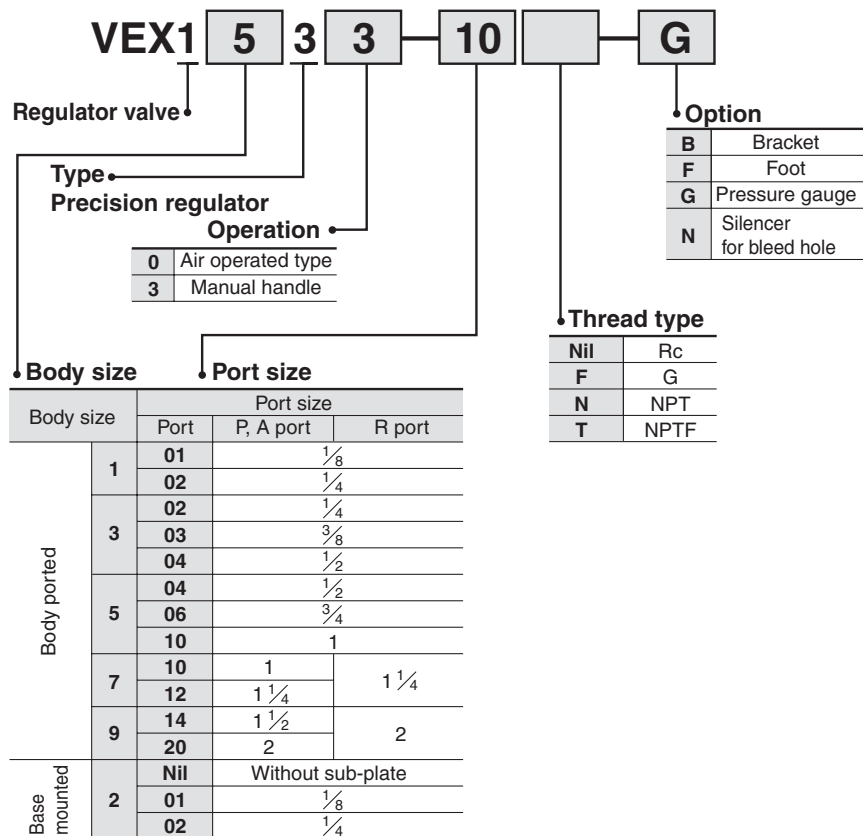 VEX1 5 3 3 — 10 — G
Regulator valve
Option
B Bracket
F Foot
G Pressure gauge
N Silencer
for bleed hole
Type
Precision regulator
Operation
0 Air operated type
3 Manual handle
Thread type
Nil Rc
F G
N NPT
T NPTF
Body size
Port size
Body size Port size
Port P, A port R port
Body ported
1 01 1/8
02 1/4
3 02 1/4
03 3/8
04 1/2
5 04 1/2
06 3/4
10 1
7 10 1 1 1/4
12 1 1/4
9 14 1 1/2 2
20 2
Base
mounted
2 Nil Without sub-plate
01 1/8
02 1/4